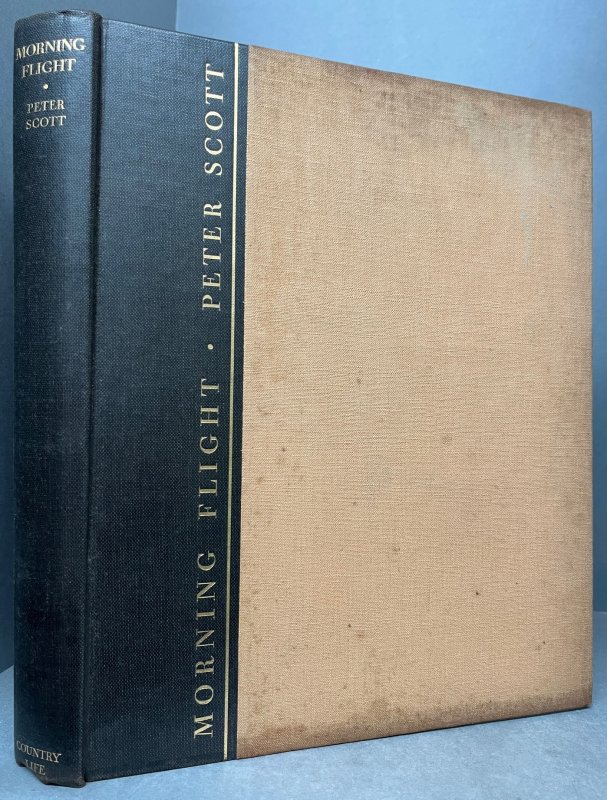 MORNING
FLIGHT
•
PETER
SCOTT
COUNTRY
LIFE
MORNING FLIGHT • PETER SCOTT